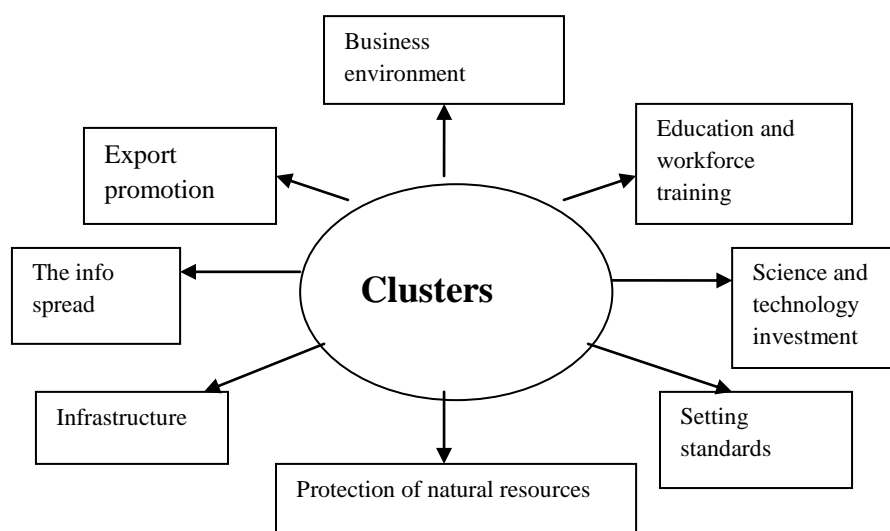 Business
environment
Export
promotion
Education and
workforce
training
The info
spread
Clusters
Science and
technology
investment
Infrastructure
Setting
standards
Protection of natural resources